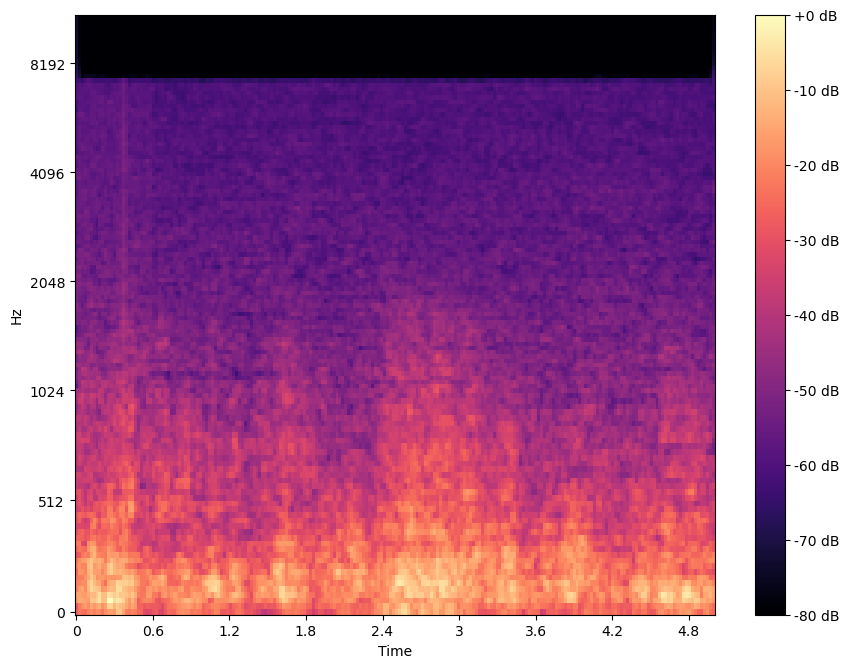 Hz
8192
4096
2048
1024
512
0
0 0.6 1.2 1.8 2.4 3 3.6 4.2 4.8
Time
+0 dB
-10 dB
-20 dB
-30 dB
-40 dB
-50 dB
-60 dB
-70 dB
-80 dB